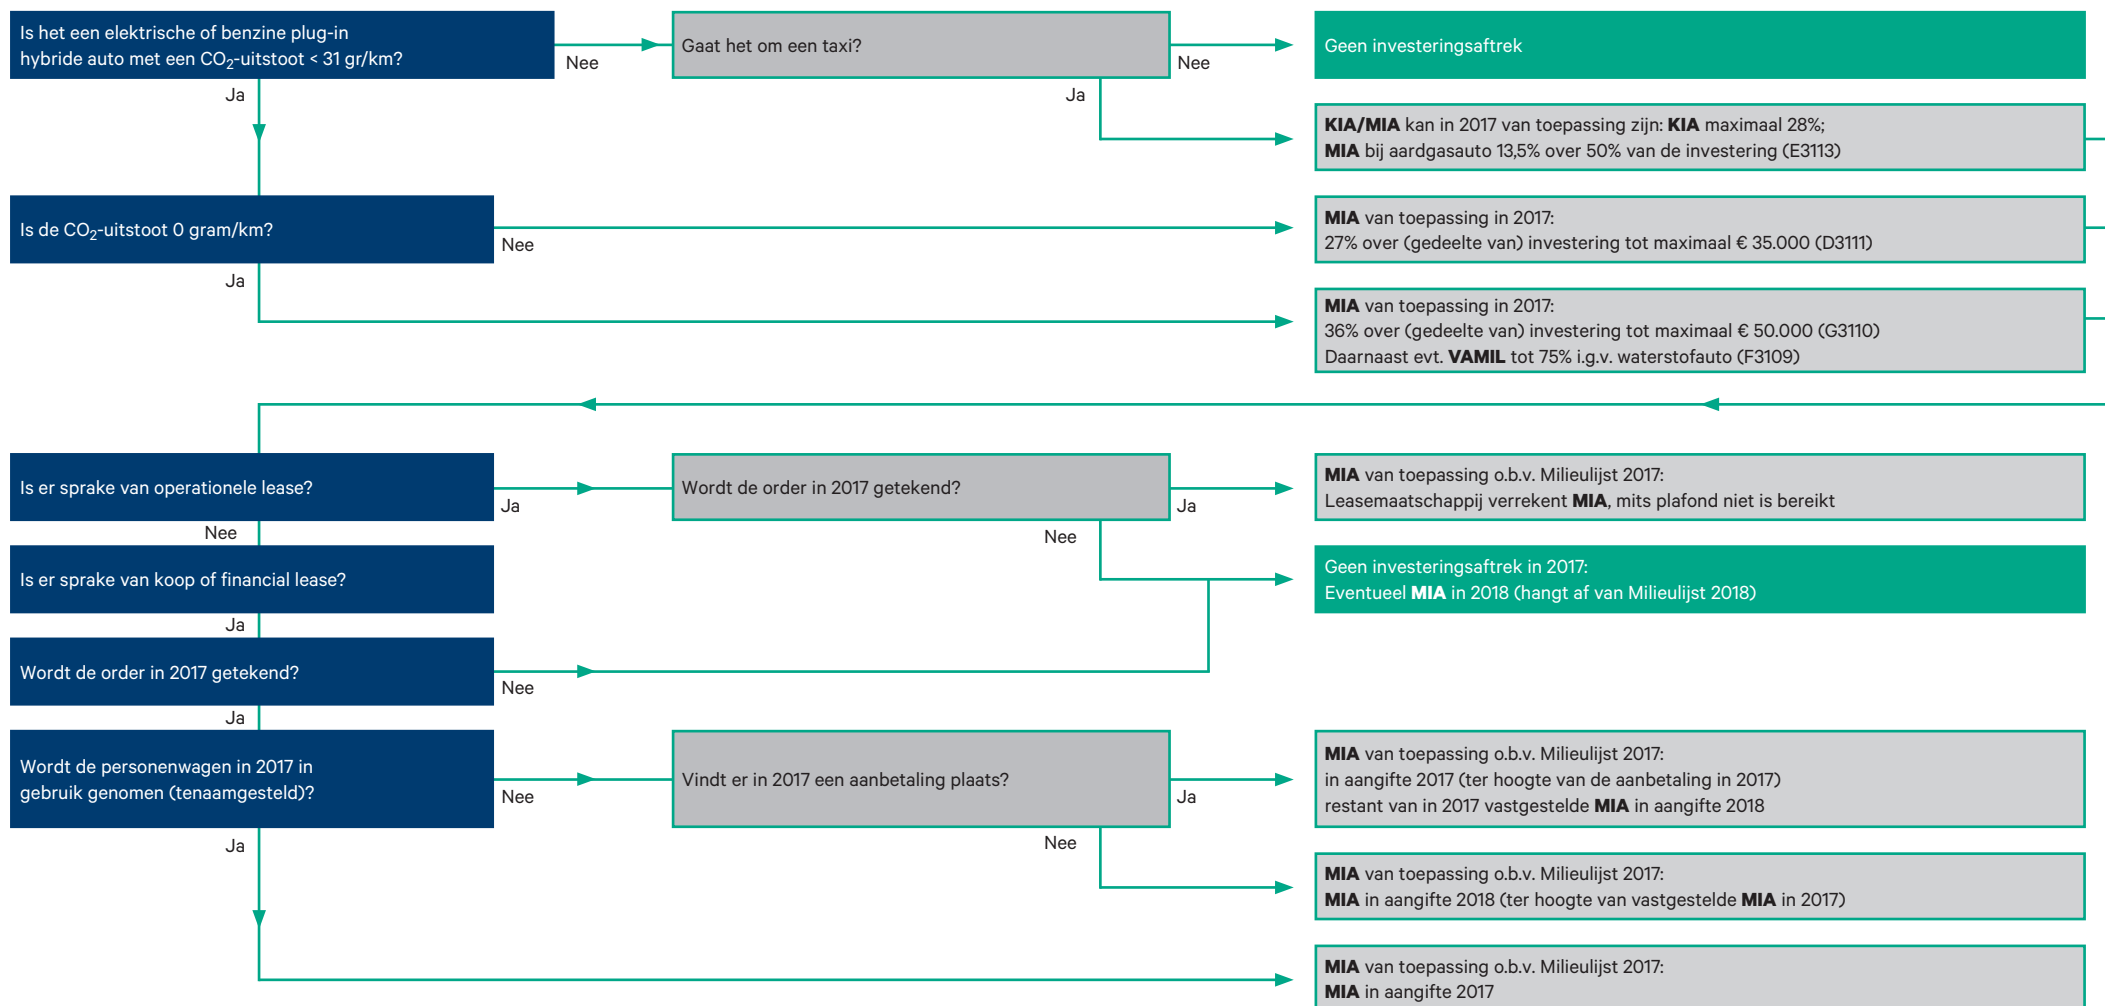 Is het een elektrische of benzine plug-in
hybride auto met een CO₂-uitstoot < 31 gr/km?
Nee
Gaat het om een taxi?
Nee
Geen investeringsaftrek
Ja
Ja
KIA/MIA kan in 2017 van toepassing zijn: KIA maximaal 28%;
MIA bij aardgasauto 13,5% over 50% van de investering (E3113)
Is de CO₂-uitstoot 0 gram/km?
Nee
MIA van toepassing in 2017:
27% over (gedeelte van) investering tot maximaal € 35.000 (D3111)
Ja
MIA van toepassing in 2017:
36% over (gedeelte van) investering tot maximaal € 50.000 (G3110)
Daarnaast evt. VAMIL tot 75% i.g.v. waterstofauto (F3109)
Is er sprake van operationele lease?
Ja
Wordt de order in 2017 getekend?
Ja
MIA van toepassing o.b.v. Milieulijst 2017:
Leasemaatschappij verrekent MIA, mits plafond niet is bereikt
Nee
Nee
Is er sprake van koop of financial lease?
Geen investeringsaftrek in 2017:
Eventueel MIA in 2018 (hangt af van Milieulijst 2018)
Ja
Wordt de order in 2017 getekend?
Nee
Ja
Wordt de personenwagen in 2017 in
gebruik genomen (tenaamgesteld)?
Nee
Vindt er in 2017 een aanbetaling plaats?
Ja
MIA van toepassing o.b.v. Milieulijst 2017:
in aangifte 2017 (ter hoogte van de aanbetaling in 2017)
restant van in 2017 vastgestelde MIA in aangifte 2018
Ja
Nee
MIA van toepassing o.b.v. Milieulijst 2017:
MIA in aangifte 2018 (ter hoogte van vastgestelde MIA in 2017)
MIA van toepassing o.b.v. Milieulijst 2017:
MIA in aangifte 2017